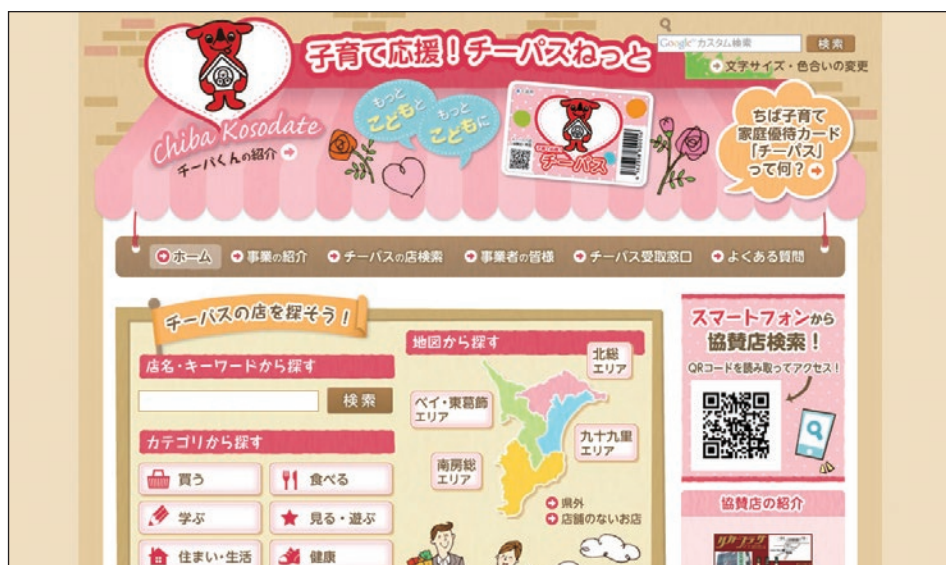 子育て応援！チーパスねっと
Google カスタム検索
検索
文字サイズ・色合いの変更
Chiba Kosodate
チーバくんの紹介
もっと
こどもと
もっと
こどもに
チーパス
ちば子育て
家庭優待カード
「チーパス」
って何？
ホーム
事業の紹介
チーパスの店検索
事業者の皆様
チーパス受取窓口
よくある質問
チーパスの店を探そう！
店名・キーワードから探す
検索
カテゴリから探す
買う
食べる
学ぶ
見る・遊ぶ
住まい・生活
健康
地図から探す
北総
エリア
ベイ・東葛飾
エリア
九十九里
エリア
南房総
エリア
県外
店舗のないお店
スマートフォンから
協賛店検索！
QRコードを読み取ってアクセス！
協賛店の紹介